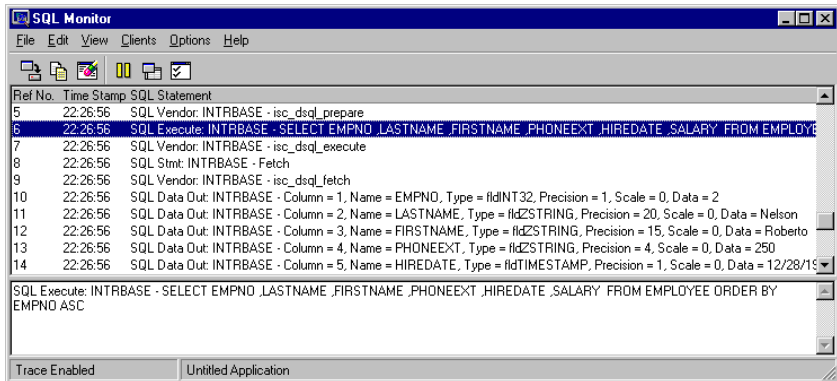 SQL Monitor
File Edit View Clients Options Help
Ref No. Time Stamp SQL Statement
5 22:26:56 SQL Vendor: INTRBASE - isc_dsql_prepare
6 22:26:56 SQL Execute: INTRBASE - SELECT EMPNO ,LASTNAME ,FIRSTNAME ,PHONEEXT ,HIREDATE ,SALARY FROM EMPLOYE
7 22:26:56 SQL Vendor: INTRBASE - isc_dsql_execute
8 22:26:56 SQL Stmt: INTRBASE - Fetch
9 22:26:56 SQL Vendor: INTRBASE - isc_dsql_fetch
10 22:26:56 SQL Data Out: INTRBASE - Column = 1, Name = EMPNO, Type = fldINT32, Precision = 1, Scale = 0, Data = 2
11 22:26:56 SQL Data Out: INTRBASE - Column = 2, Name = LASTNAME, Type = fldZSTRING, Precision = 20, Scale = 0, Data = Nelson
12 22:26:56 SQL Data Out: INTRBASE - Column = 3, Name = FIRSTNAME, Type = fldZSTRING, Precision = 15, Scale = 0, Data = Roberto
13 22:26:56 SQL Data Out: INTRBASE - Column = 4, Name = PHONEEXT, Type = fldZSTRING, Precision = 4, Scale = 0, Data = 250
14 22:26:56 SQL Data Out: INTRBASE - Column = 5, Name = HIREDATE, Type = fldTIMESTAMP, Precision = 1, Scale = 0, Data = 12/28/19
SQL Execute: INTRBASE - SELECT EMPNO ,LASTNAME ,FIRSTNAME ,PHONEEXT ,HIREDATE ,SALARY FROM EMPLOYEE ORDER BY
EMPNO ASC
Trace Enabled Untitled Application